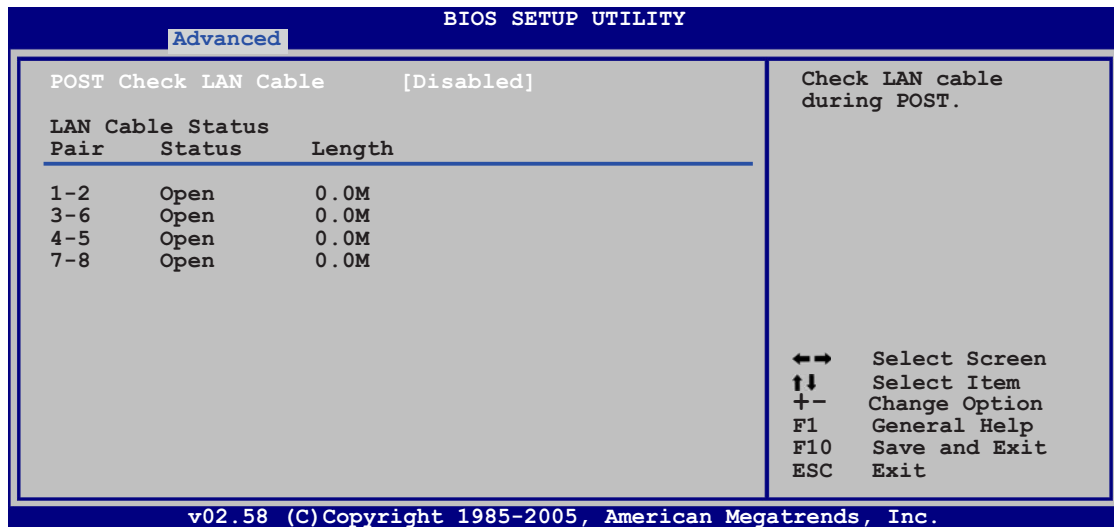 BIOS SETUP UTILITY
Advanced
POST Check LAN Cable [Disabled]
LAN Cable Status
Pair Status Length
1-2 Open 0.0M
3-6 Open 0.0M
4-5 Open 0.0M
7-8 Open 0.0M
Check LAN cable
during POST.
←→ Select Screen
↑↓ Select Item
+- Change Option
F1 General Help
F10 Save and Exit
ESC Exit
v02.58 (C)Copyright 1985-2005, American Megatrends, Inc.